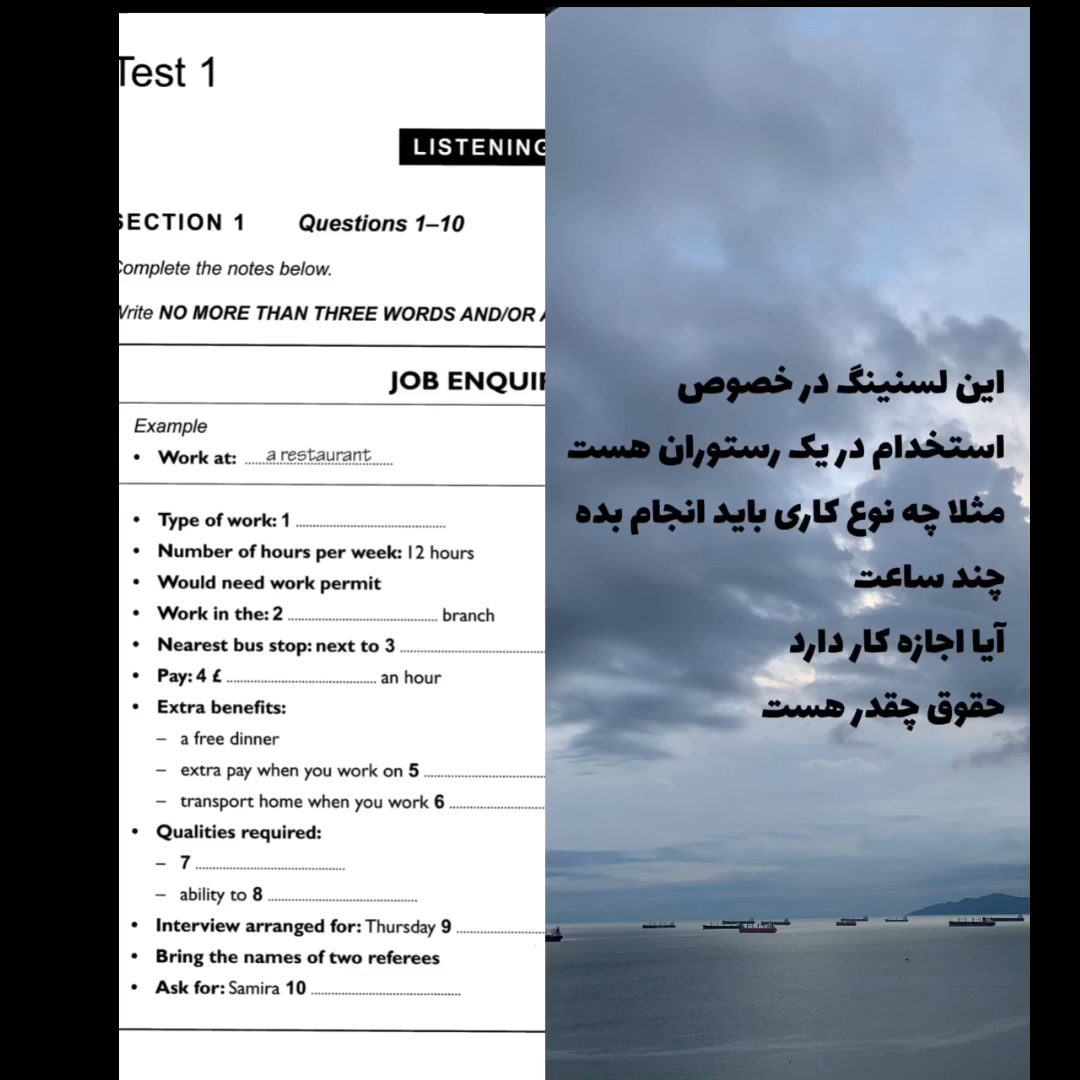 Test 1
LISTENING
SECTION 1 Questions 1–10
Complete the notes below.
Write NO MORE THAN THREE WORDS AND/OR
JOB ENQUI
Example
• Work at: a restaurant
• Type of work: 1
• Number of hours per week: 12 hours
• Would need work permit
• Work in the: 2 branch
• Nearest bus stop: next to 3
• Pay: 4 £ an hour
• Extra benefits:
– a free dinner
– extra pay when you work on 5
– transport home when you work 6
• Qualities required:
– 7
– ability to 8
• Interview arranged for: Thursday 9
• Bring the names of two referees
• Ask for: Samira 10
این لسنینگ در خصوص
استخدام در یک رستوران هست
مثلا چه نوع کاری باید انجام بده
چند ساعت
آیا اجازه کار دارد
حقوق چقدر هست